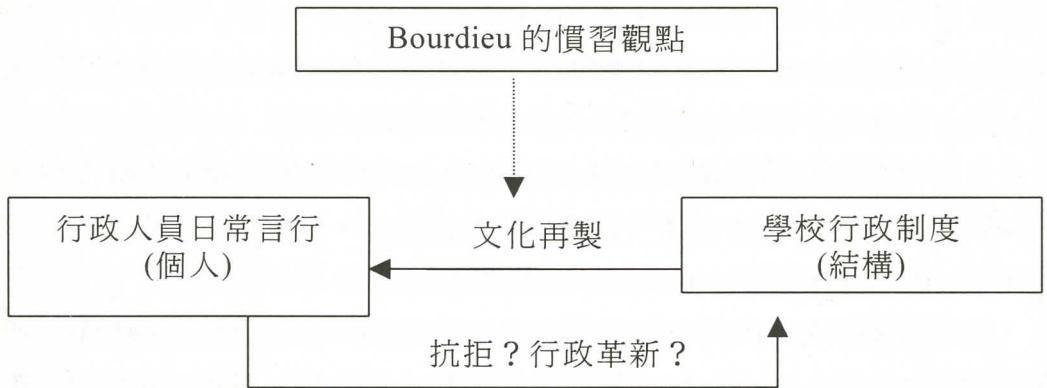 Bourdieu 的慣習觀點
行政人員日常言行
(個人)
文化再製
學校行政制度
(結構)
抗拒？行政革新？